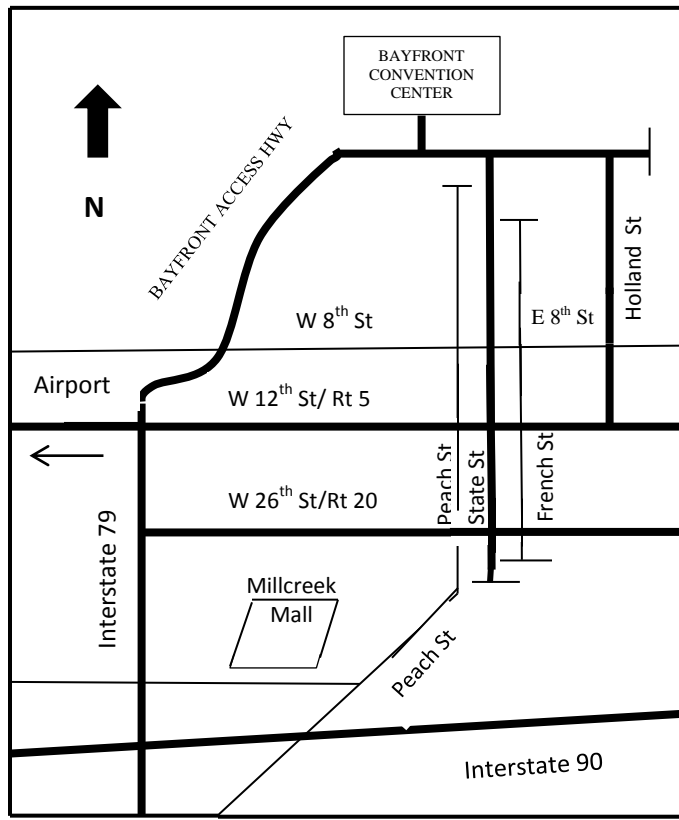 BAYFRONT
CONVENTION
CENTER
BAYFRONT ACCESS HWY
N
Holland St
W 8th St
E 8th St
Airport
W 12th St/ Rt 5
Peach St
State St
French St
W 26th St/Rt 20
Interstate 79
Millcreek
Mall
Peach St
Interstate 90